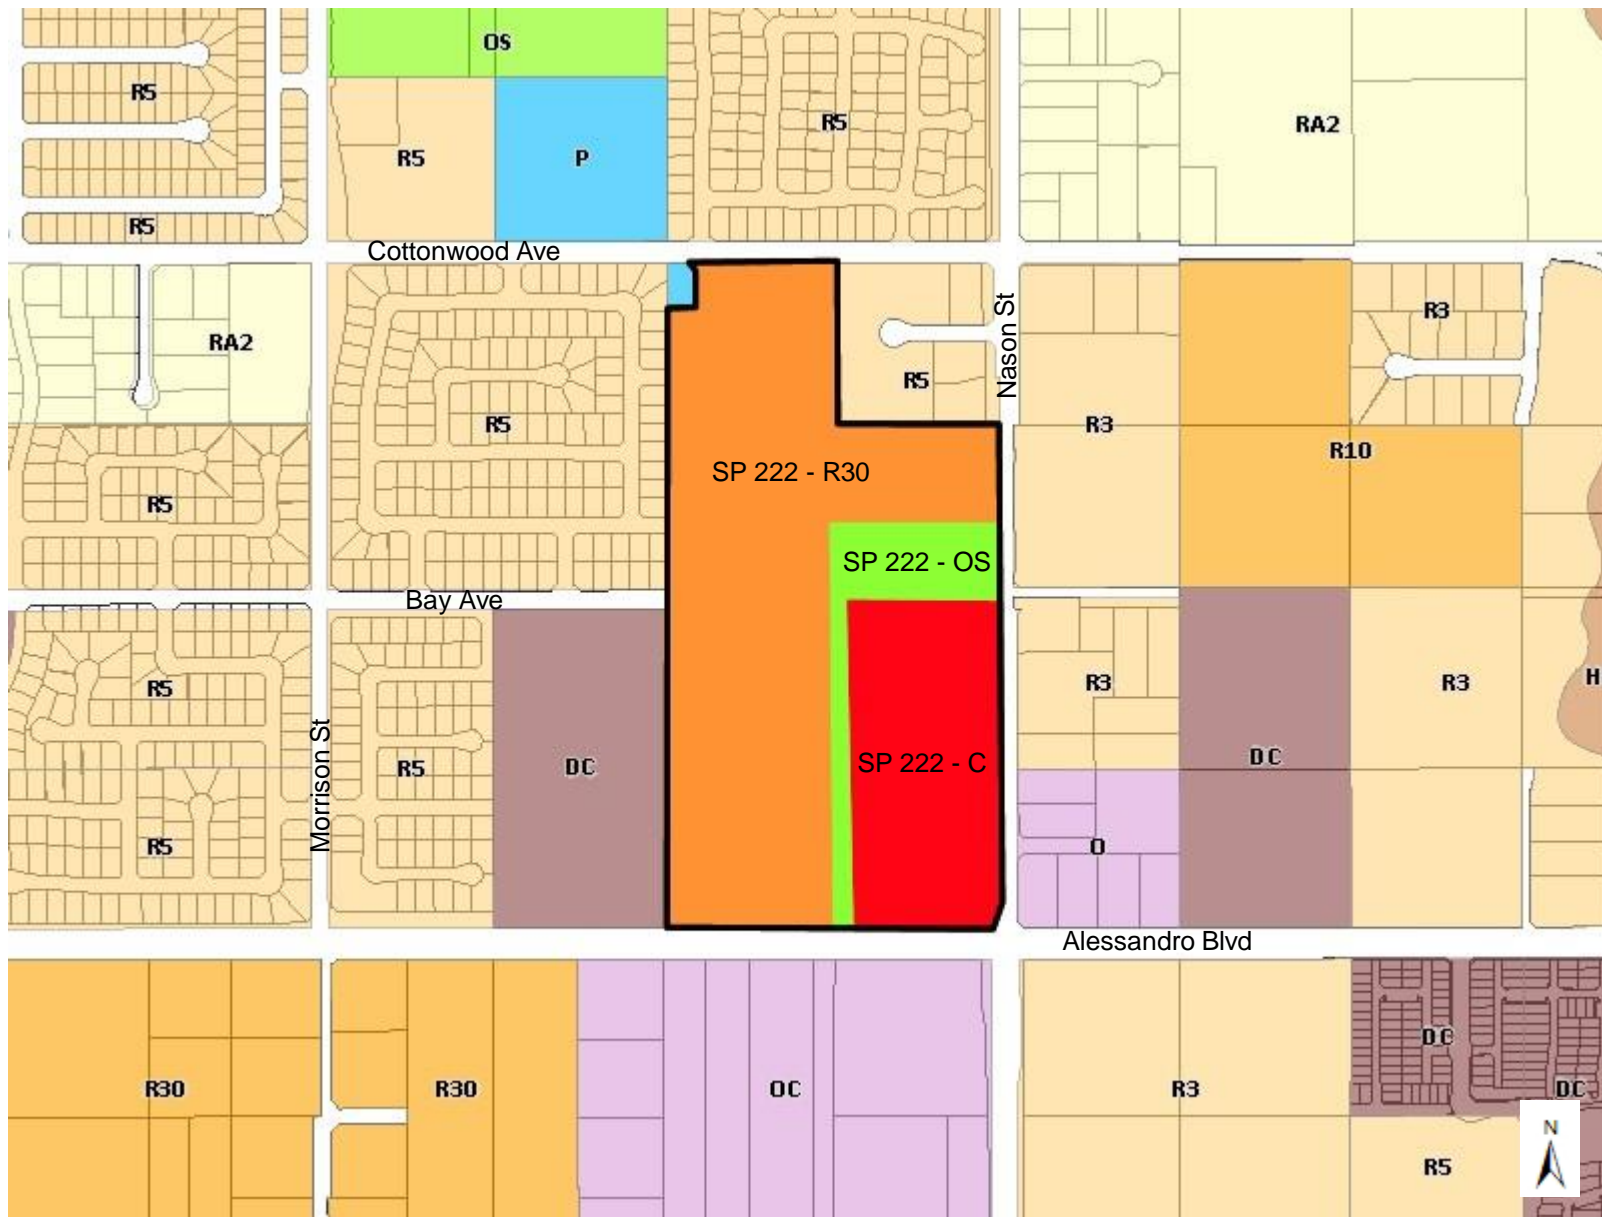 OS
R5
R5
RA2
R5
P
R5
Cottonwood Ave
Nason St
R3
RA2
R5
R5
R3
R10
SP 222 - R30
R5
SP 222 - OS
Bay Ave
R5
R3
R3
H
Morrison St
R5
DC
SP 222 - C
DC
R5
O
Alessandro Blvd
DC
R30
R30
OC
R3
DC
N
R5